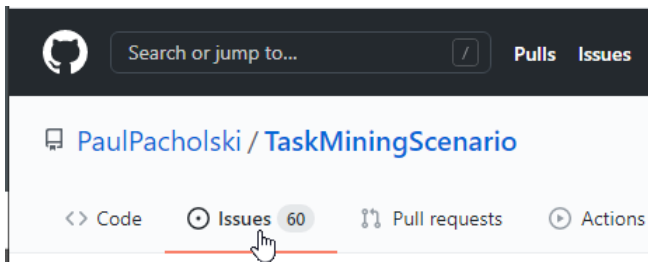 Search or jump to... / Pulls Issues
PaulPacholski / TaskMiningScenario
<> Code Issues 60 Pull requests Actions